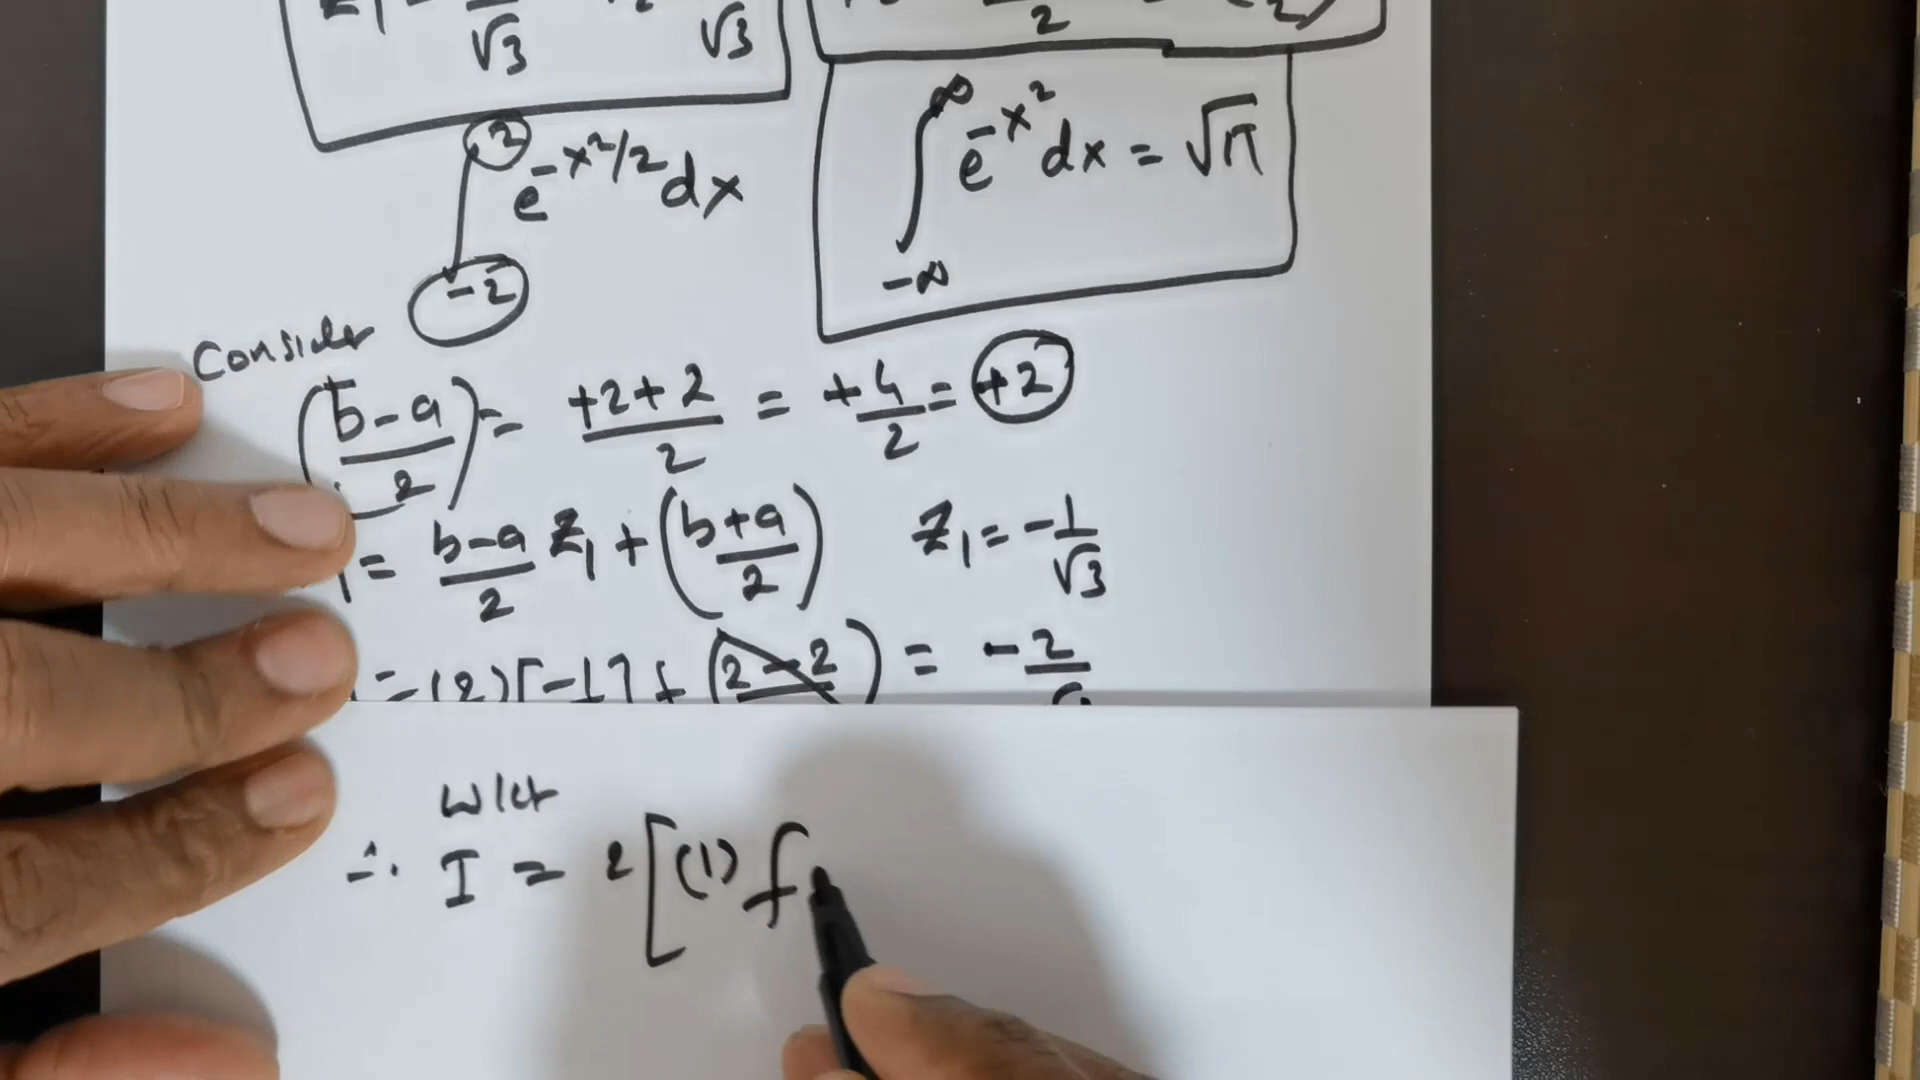 √3 √3 2
∫_{-2}^{2} e^{-x²/2} dx
∫_{-∞}^{∞} e^{-x²} dx = √π
Consider
(b-a/2) = +2+2/2 = +4/2 = +2
= b-a/2 z₁ + (b+a/2) z₁ = -1/√3
= (2)[-1] + (2-2 = -2
WKT
∴ I = 2[(1) f